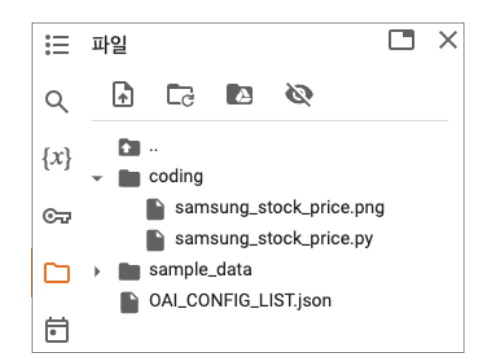 파일
{x}
..
coding
samsung_stock_price.png
samsung_stock_price.py
sample_data
OAI_CONFIG_LIST.json